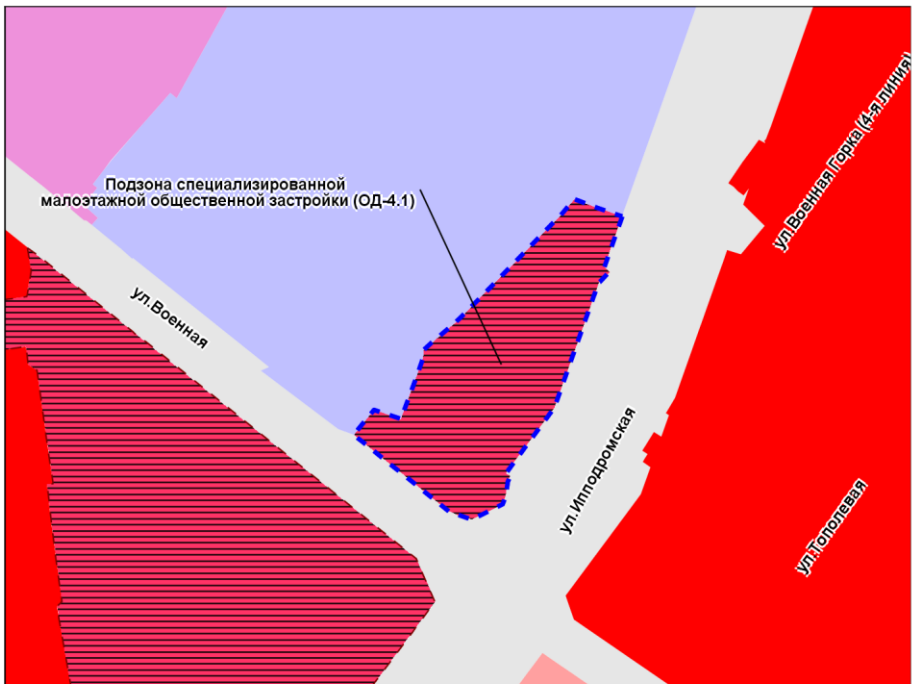 ул.Военная Горка (4-я линия)
Подзона специализированной
малоэтажной общественной застройки (ОД-4.1)
ул.Военная
ул.Ипподромская
ул.Тополевая